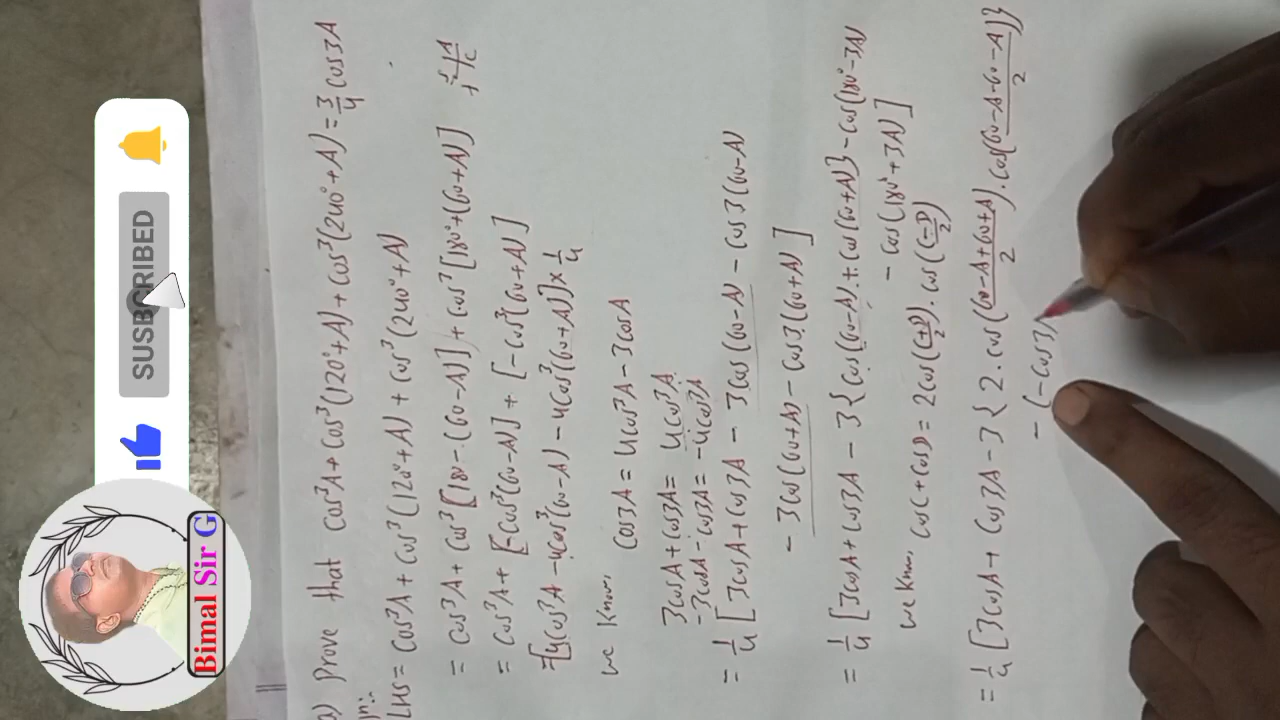 a) Prove that cos³A + cos³(120°+A) + cos³(240°+A) = 3/4 cos3A
LHS = cos³A + cos³(120°+A) + cos³(240°+A)
= cos³A + cos³[180-(60-A)] + cos³[180°+(60+A)]
= cos³A + [-cos³(60-A)] + [-cos³(60+A)]
=[4cos³A - 4cos³(60-A) - 4cos³(60+A)]×1/4
we know, cos3A = 4cos³A - 3cosA
3cosA + cos3A = 4cos³A
-3cosA - cos3A = -4cos³A
= 1/4 [3cosA + cos3A - 3cos(60-A) - cos3(60-A)
- 3cos(60+A) - cos3(60+A)]
= 1/4 [3cosA + cos3A - 3{cos(60-A) + cos(60+A)} - cos(180°-3A)
- cos(180°+3A)]
we know, cosC + cosD = 2cos((C+D)/2).cos((C-D)/2)
= 1/4 [3cosA + cos3A - 3{2.cos((60-A+60+A)/2).cos((60-A-60-A)/2)}
- (-cos3A
SUSBCRIBED
Bimal Sir G